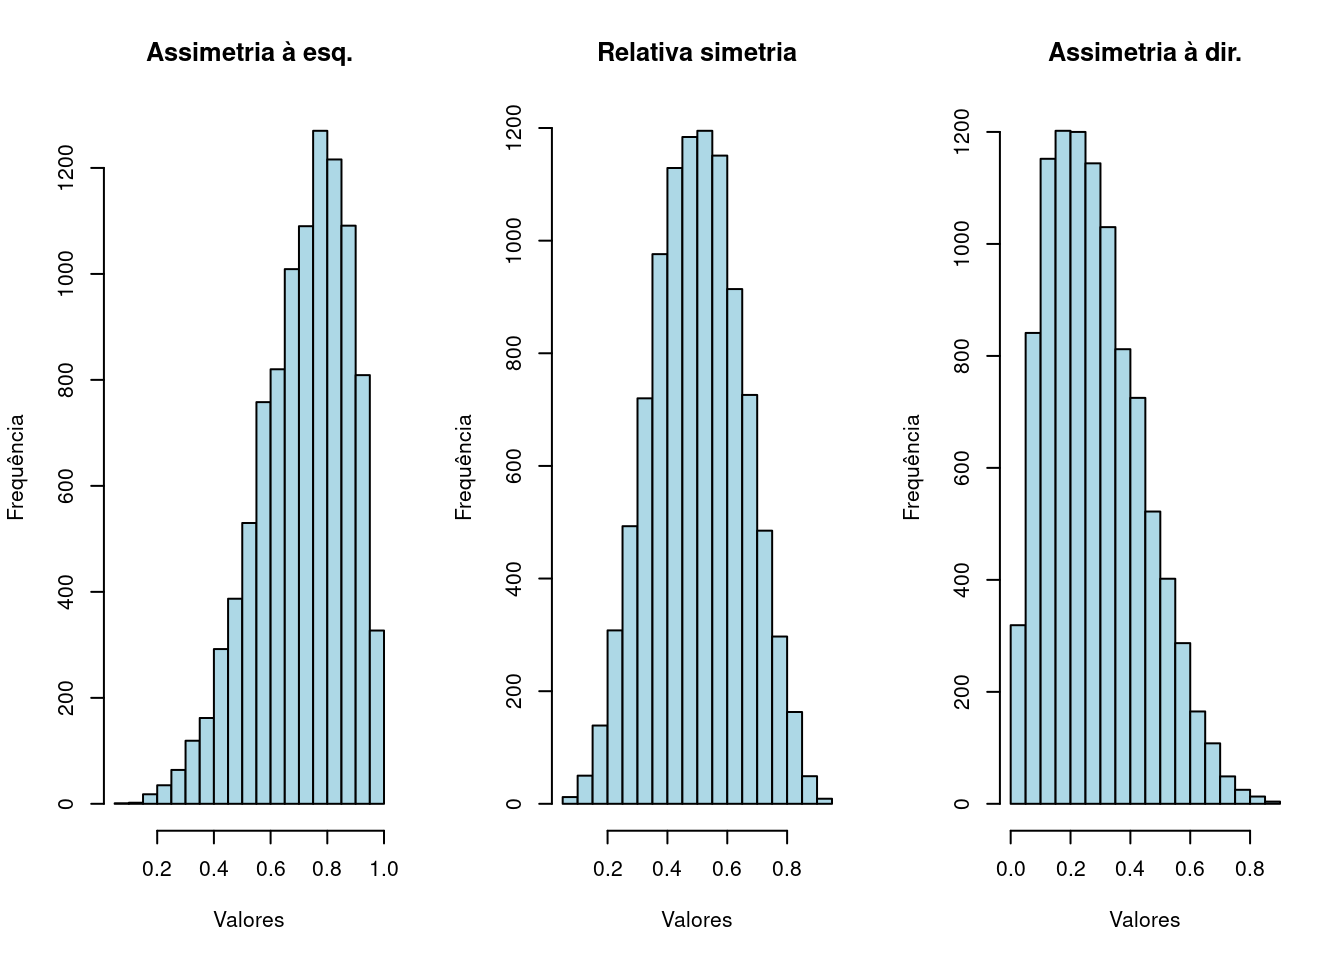 Assimetria à esq.
Frequência
1200
1000
800
600
400
200
0
0.2 0.4 0.6 0.8 1.0
Valores
Relativa simetria
Frequência
1200
1000
800
600
400
200
0
0.2 0.4 0.6 0.8
Valores
Assimetria à dir.
Frequência
1200
1000
800
600
400
200
0
0.0 0.2 0.4 0.6 0.8
Valores